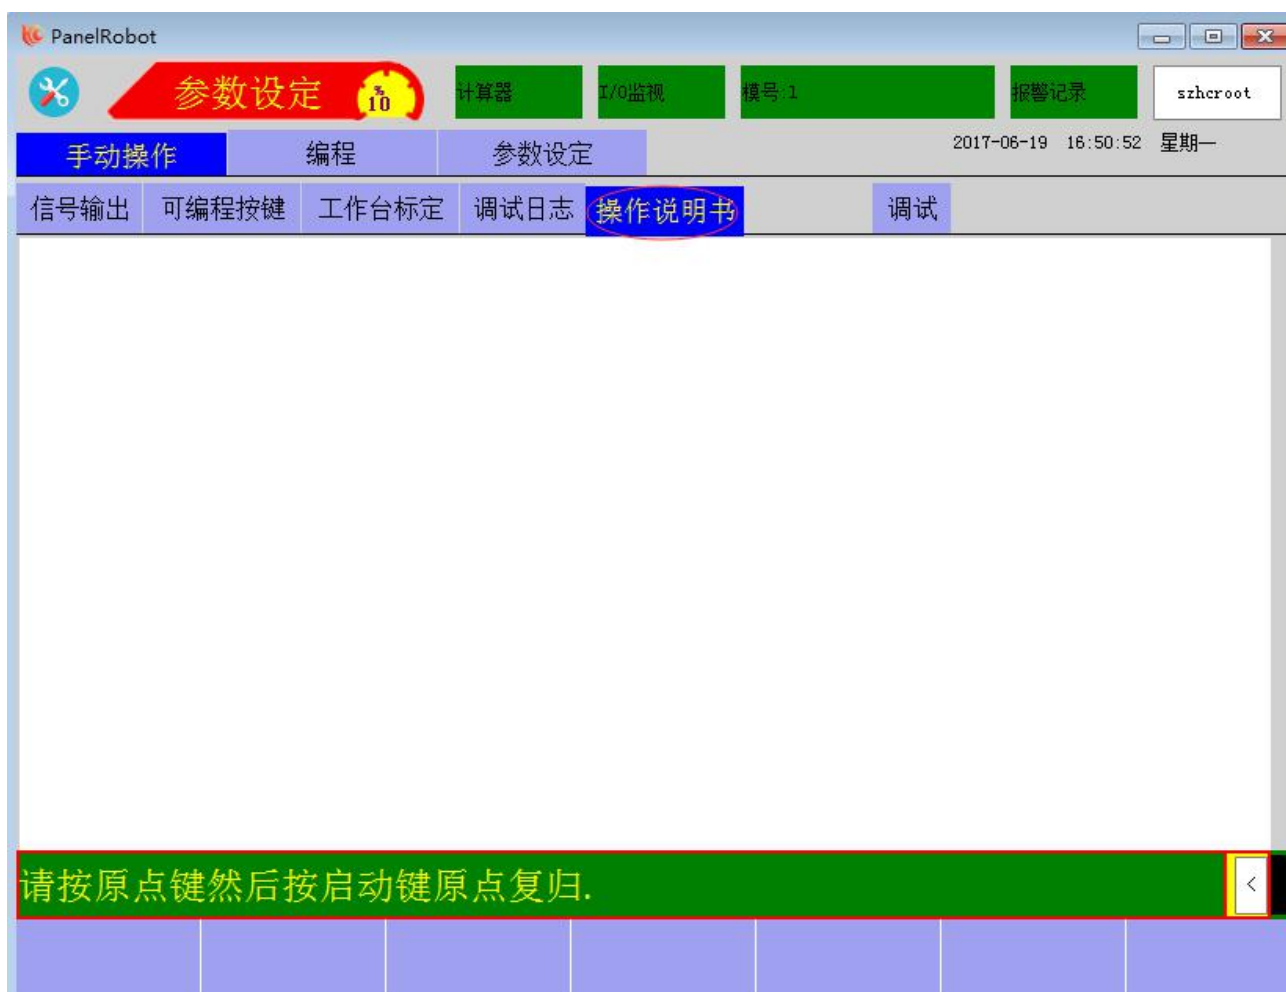 PanelRobot
参数设定 % 10 计算器 I/O监视 模号:1 报警记录 szhcroot
手动操作 编程 参数设定 2017-06-19 16:50:52 星期一
信号输出 可编程按键 工作台标定 调试日志 操作说明书 调试
请按原点键然后按启动键原点复归. <